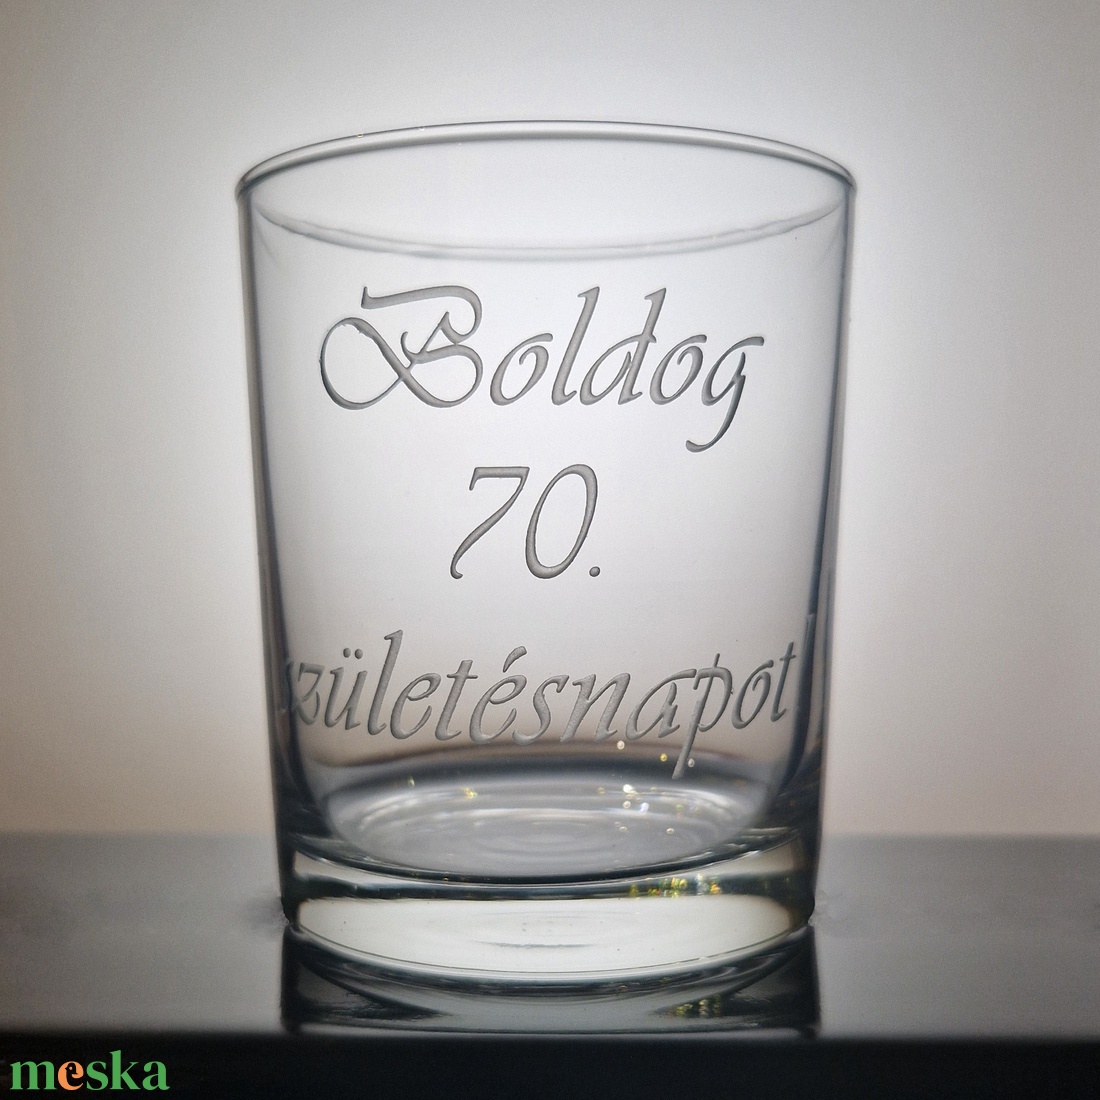 Boldog
70.
születésnapot
meska